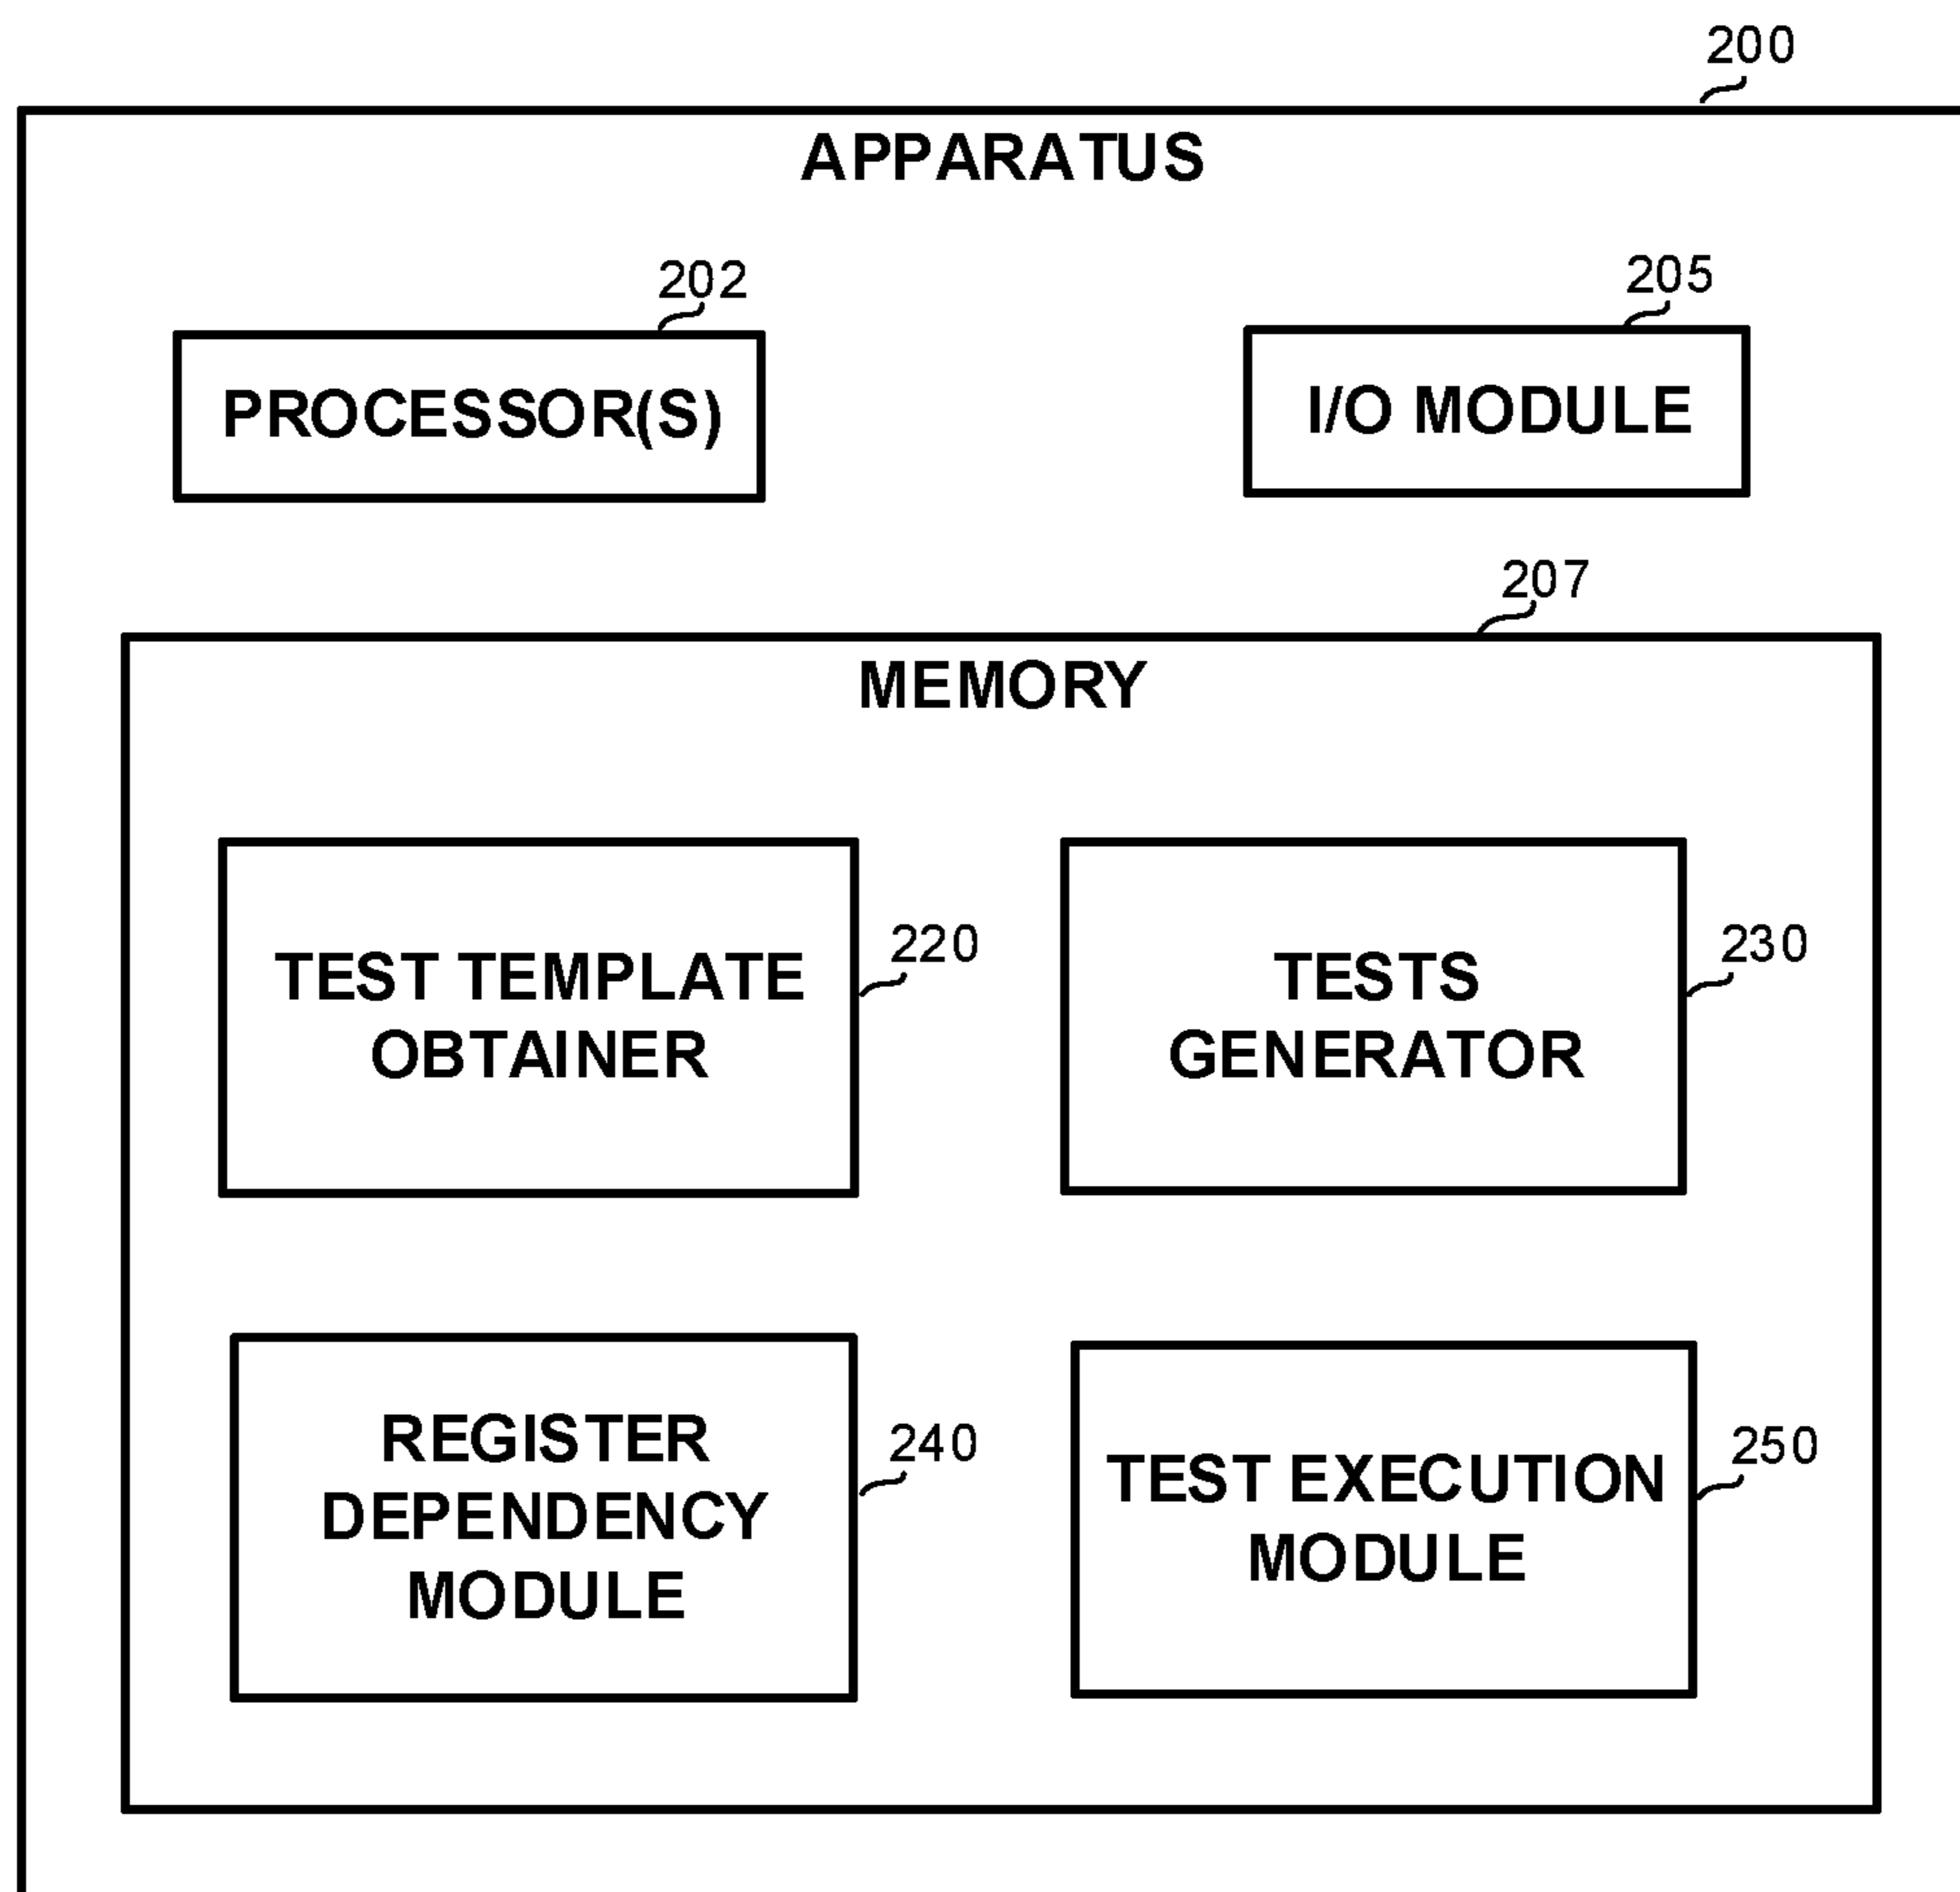 200
APPARATUS
202
205
PROCESSOR(S)
I/O MODULE
207
MEMORY
TEST TEMPLATE
OBTAINER
220
TESTS
GENERATOR
230
REGISTER
DEPENDENCY
MODULE
240
TEST EXECUTION
MODULE
250